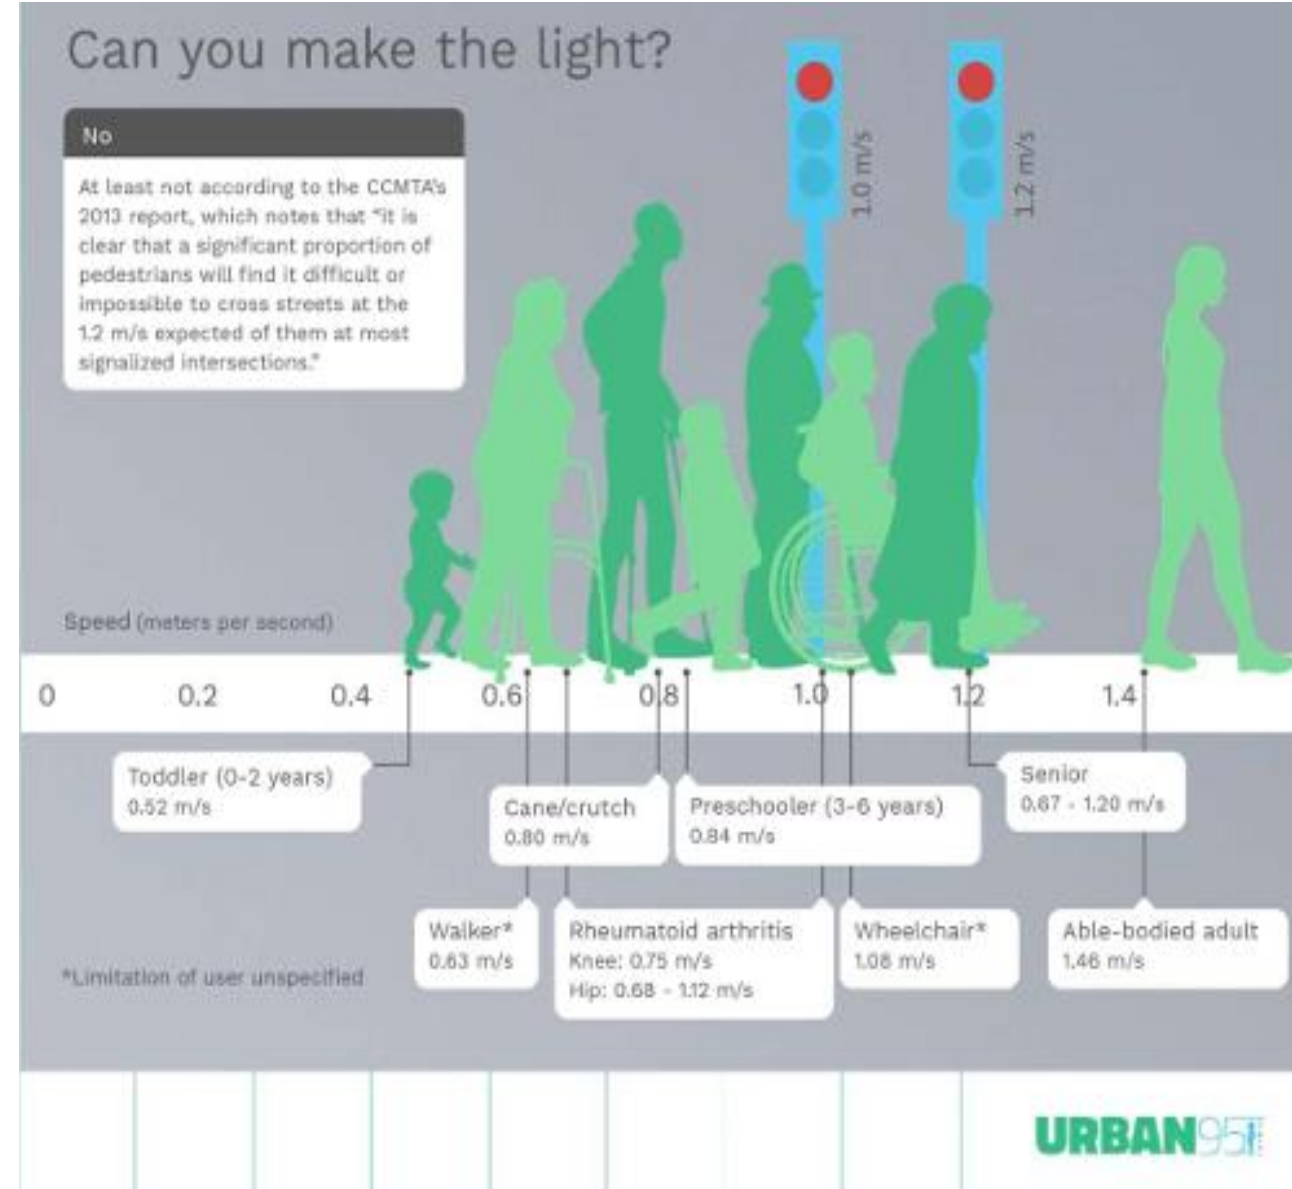 Can you make the light?
No
At least not according to the CCMTA's
2013 report, which notes that "it is
clear that a significant proportion of
pedestrians will find it difficult or
impossible to cross streets at the
1.2 m/s expected of them at most
signalized intersections."
1.0 m/s
1.2 m/s
Speed (meters per second)
0 0.2 0.4 0.6 0.8 1.0 1.2 1.4
Toddler (0-2 years)
0.52 m/s
Cane/crutch
0.80 m/s
Preschooler (3-6 years)
0.84 m/s
Senior
0.67 - 1.20 m/s
Walker*
0.63 m/s
Rheumatoid arthritis
Knee: 0.75 m/s
Hip: 0.68 - 1.12 m/s
Wheelchair*
1.08 m/s
Able-bodied adult
1.46 m/s
*Limitation of user unspecified
URBAN95